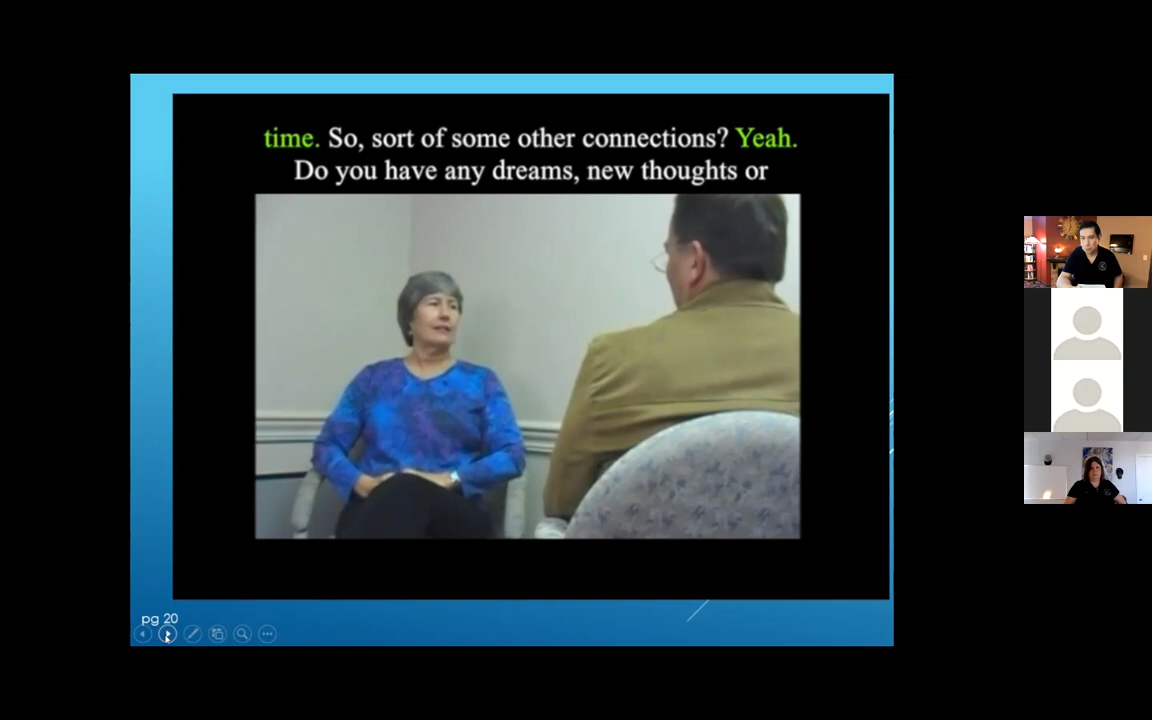 time. So, sort of some other connections? Yeah.
Do you have any dreams, new thoughts or
pg 20